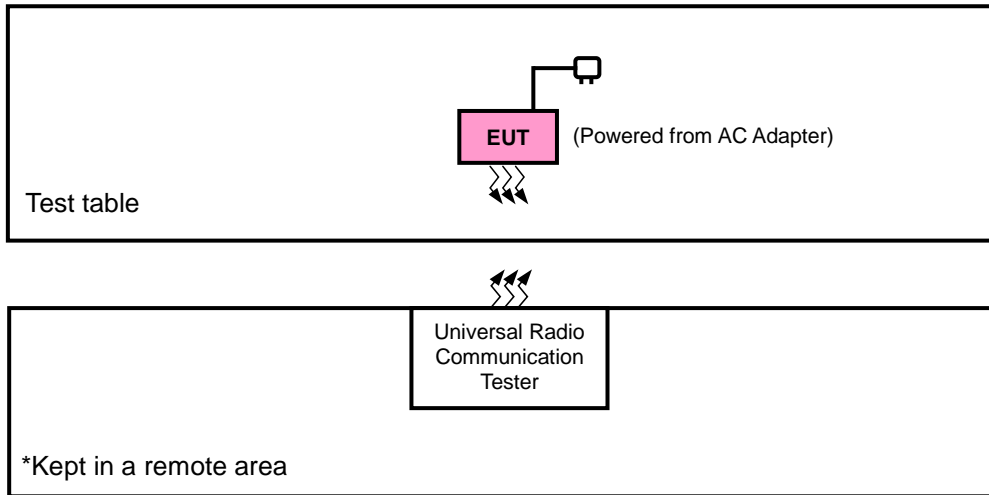 EUT
(Powered from AC Adapter)
Test table
Universal Radio
Communication
Tester
*Kept in a remote area